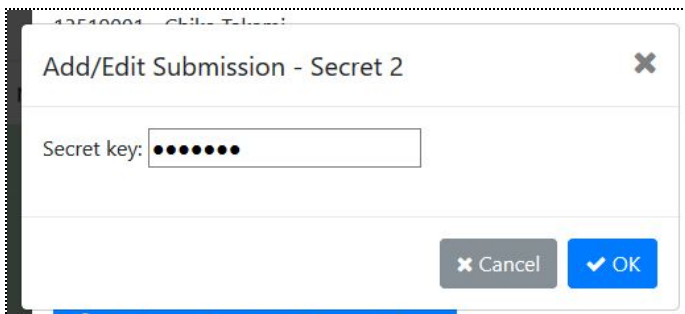 Add/Edit Submission - Secret 2
Secret key: •••••••
Cancel
OK